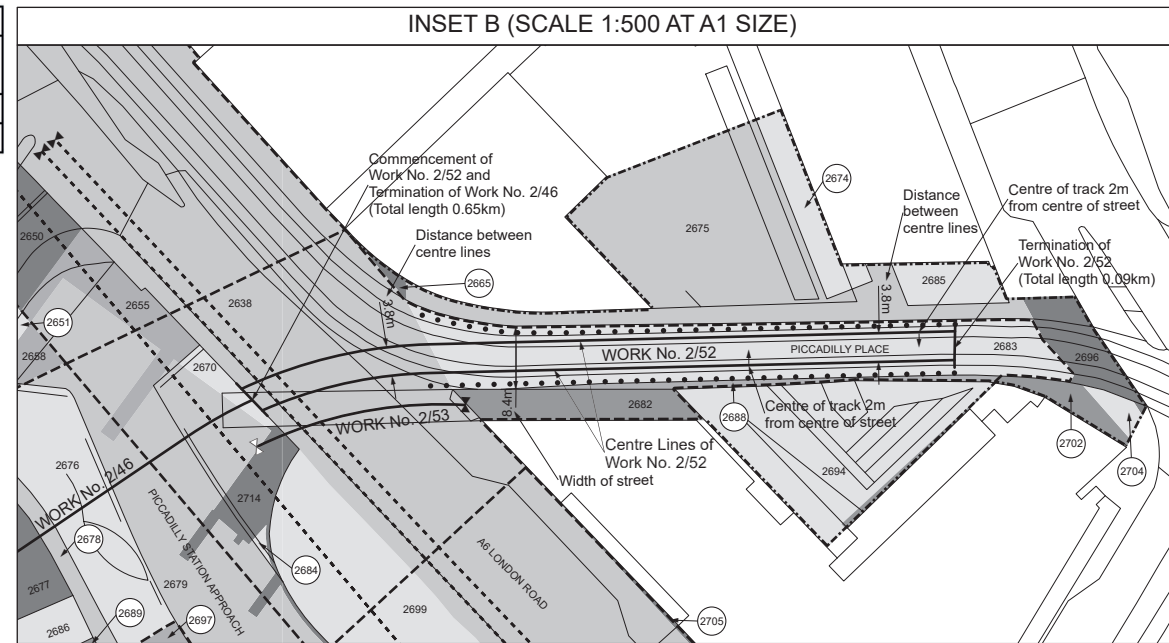 INSET B (SCALE 1:500 AT A1 SIZE)
Commencement of
Work No. 2/52 and
Termination of Work No. 2/46
(Total length 0.65km)
Distance between
centre lines
2665
3.8m
2674
2675
Distance
between
centre lines
Centre of track 2m
from centre of street
Termination of
Work No. 2/52
(Total length 0.09km)
2685
3.8m
2650
2651
2655
2638
2658
2670
WORK No. 2/52
PICCADILLY PLACE
2683
2696
8.4m
2682
2688
Centre of track 2m
from centre of street
2702
2704
WORK No. 2/53
Centre Lines of
Work No. 2/52
Width of street
2694
2676
WORK No. 2/46
2714
2678
PICCADILLY STATION APPROACH
2684
A6 LONDON ROAD
2677
2679
2689
2697
2686
2699
2705